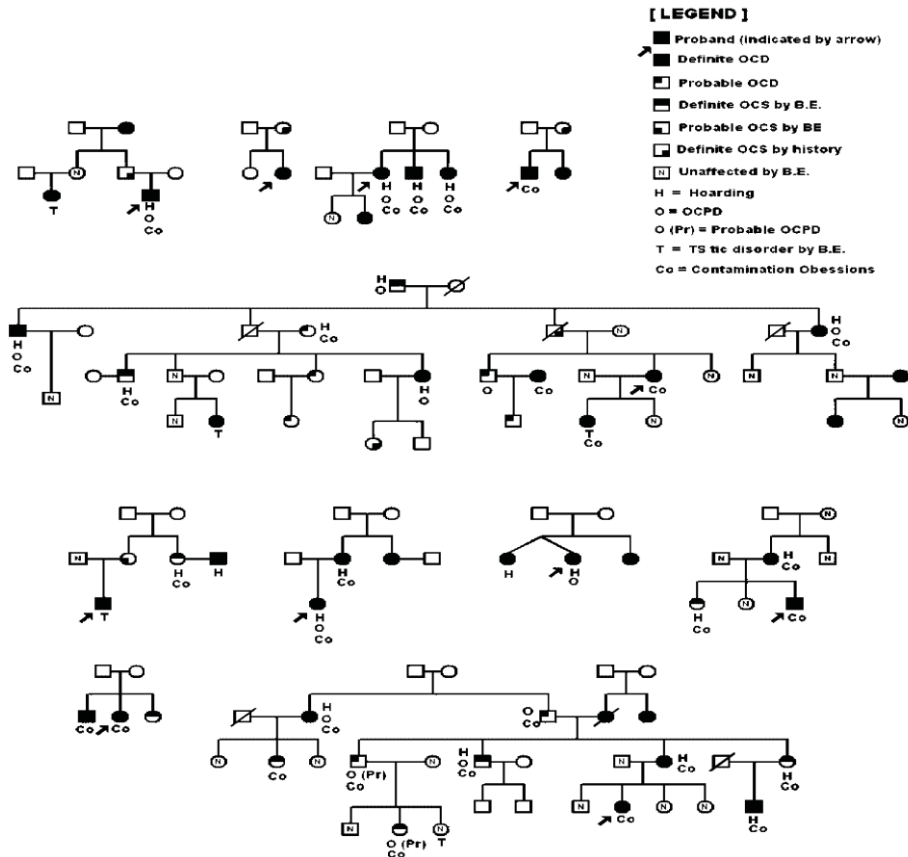 [ LEGEND ]
Proband (indicated by arrow)
Definite OCD
Probable OCD
Definite OCS by B.E.
Probable OCS by BE
Definite OCS by history
N Unaffected by B.E.
H = Hoarding
O = OCPD
O (Pr) = Probable OCPD
T = TS tic disorder by B.E.
Co = Contamination Obessions
N
T
H
O
Co
H H H
O O O
Co Co Co
N
Co
H
O
H
O
Co
H
Co
N
H
O
Co
N
H
Co
N
N
T
H
O
O
Co
N
Co
N
T
Co
N
N
N
N
N
N
H
Co
H
T
H
Co
H
O
Co
H
H
O
N
N
H
Co
N
H
Co
N
Co
Co Co
H
O
Co
O
Co
N
Co
N
O (Pr)
Co
N
H
O
Co
N
H
Co
H
Co
N
O (Pr)
Co
N
T
N
Co
N
N
H
Co